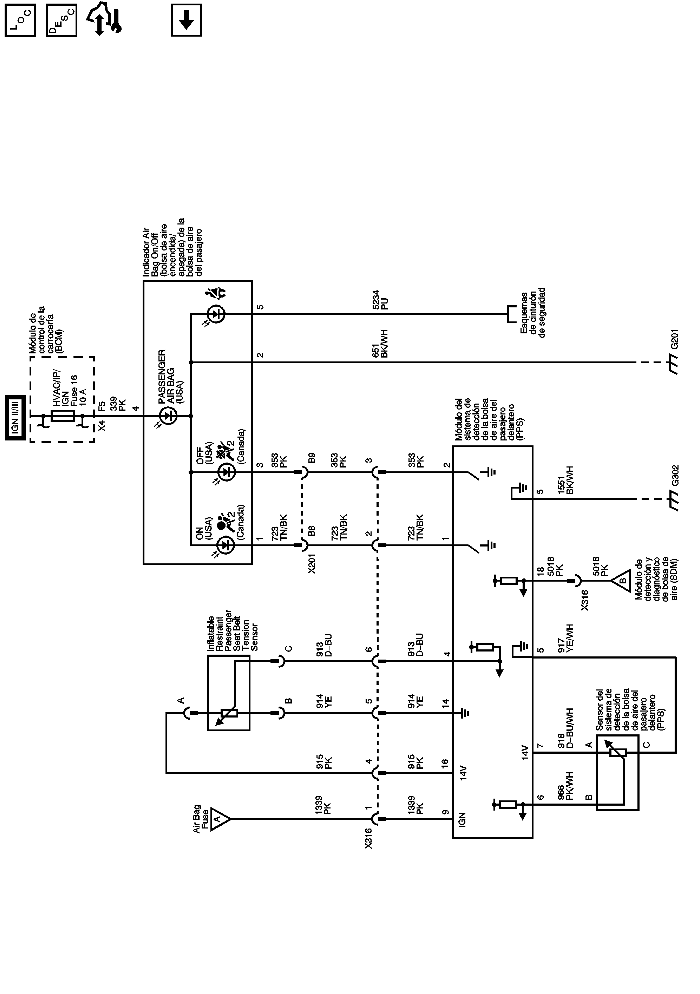 LOC
DESC
IGN II/III
Módulo de
control de la
carrocería
(BCM)
HVAC/IP/
IGN
Fuse 16
10 A
F5
X4
339
PK
4
Indicador Air
Bag On/Off
(bolsa de aire
encendida/
apagada) de la
bolsa de aire
del pasajero
PASSENGER
AIR BAG
(USA)
OFF
(USA)
2
(Canada)
ON
(USA)
2
(Canada)
5
5234
PU
Esquemas
de cinturón
de seguridad
2
651
BK/WH
G201
3
353
PK
B9
353
PK
3
353
PK
2
1
723
TN/BK
B8
X201
723
TN/BK
2
723
TN/BK
1
Módulo del
sistema de
detección
de la bolsa
de aire del
pasajero
delantero
(PPS)
5
1551
BK/WH
G302
18
5018
PK
X316
5018
PK
B
Módulo de
detección y
diagnóstico
de bolsa de
aire (SDM)
Inflatable
Restraint
Passenger
Seat Belt
Tension
Sensor
A
C
913
D-BU
6
913
D-BU
4
B
914
YE
5
914
YE
14
915
PK
4
915
PK
16
14V
Air Bag
Fuse
A
1339
PK
1
X316
1339
PK
9
IGN
5
917
YE/WH
14V
7
918
D-BU/WH
A
6
966
PK/WH
B
C
Sensor del
sistema de
detección
de la bolsa
de aire del
pasajero
delantero
(PPS)